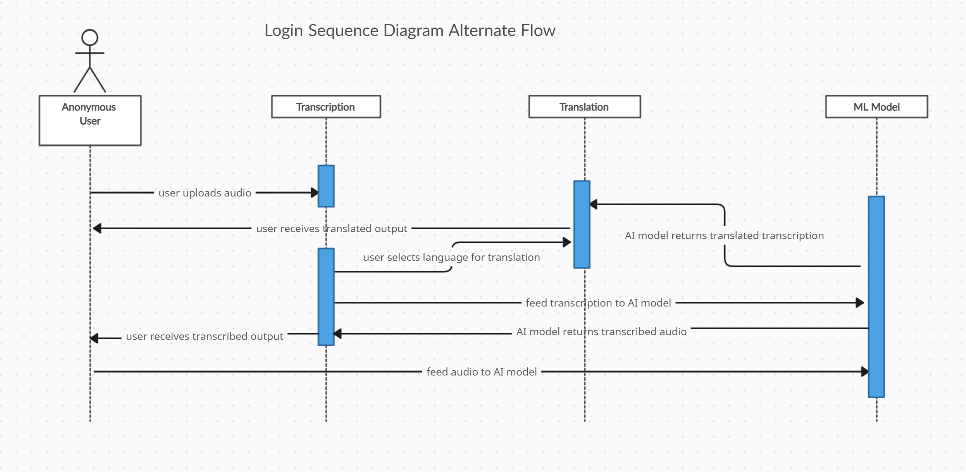 Login Sequence Diagram Alternate Flow
Anonymous
User
Transcription
Translation
ML Model
user uploads audio
user receives translated output
AI model returns translated transcription
user selects language for translation
feed transcription to AI model
AI model returns transcribed audio
user receives transcribed output
feed audio to AI model